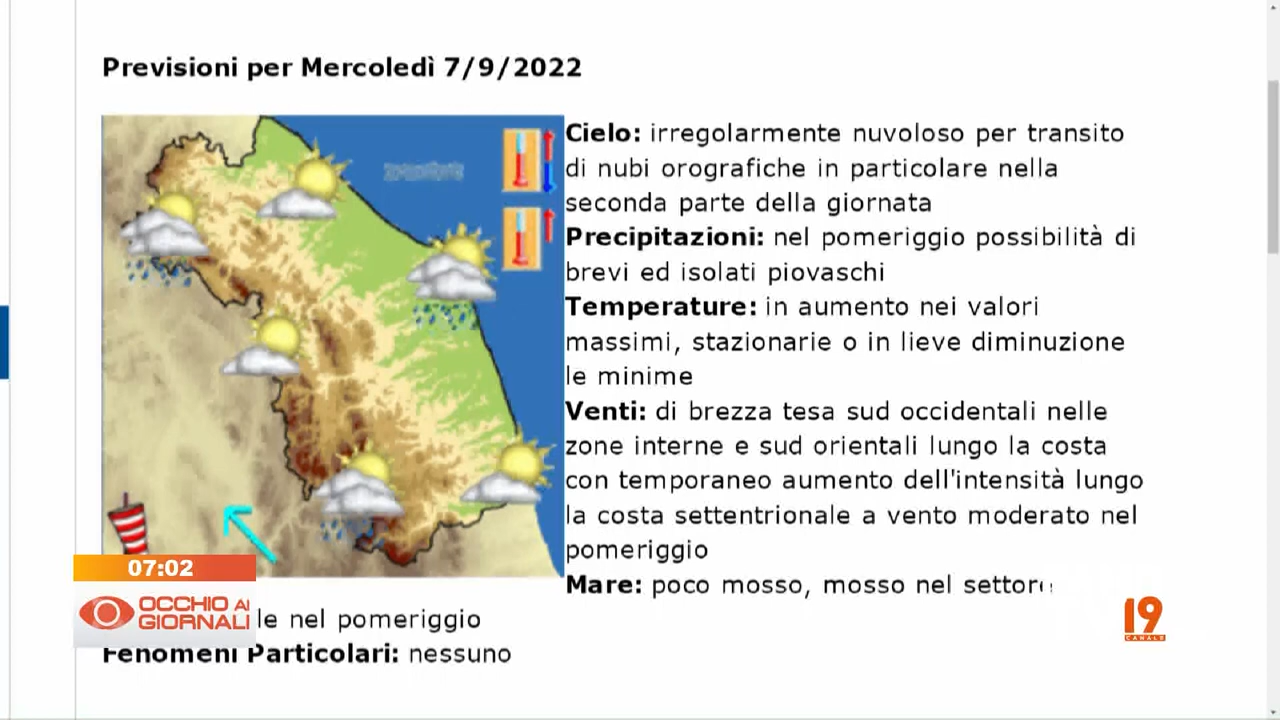 Previsioni per Mercoledì 7/9/2022
Cielo: irregolarmente nuvoloso per transito
di nubi orografiche in particolare nella
seconda parte della giornata
Precipitazioni: nel pomeriggio possibilità di
brevi ed isolati piovaschi
Temperature: in aumento nei valori
massimi, stazionarie o in lieve diminuzione
le minime
Venti: di brezza tesa sud occidentali nelle
zone interne e sud orientali lungo la costa
con temporaneo aumento dell'intensità lungo
la costa settentrionale a vento moderato nel
pomeriggio
Mare: poco mosso, mosso nel settor
le nel pomeriggio
Fenomeni Particolari: nessuno
07:02
OCCHIO AI
GIORNALI
19
CANALE